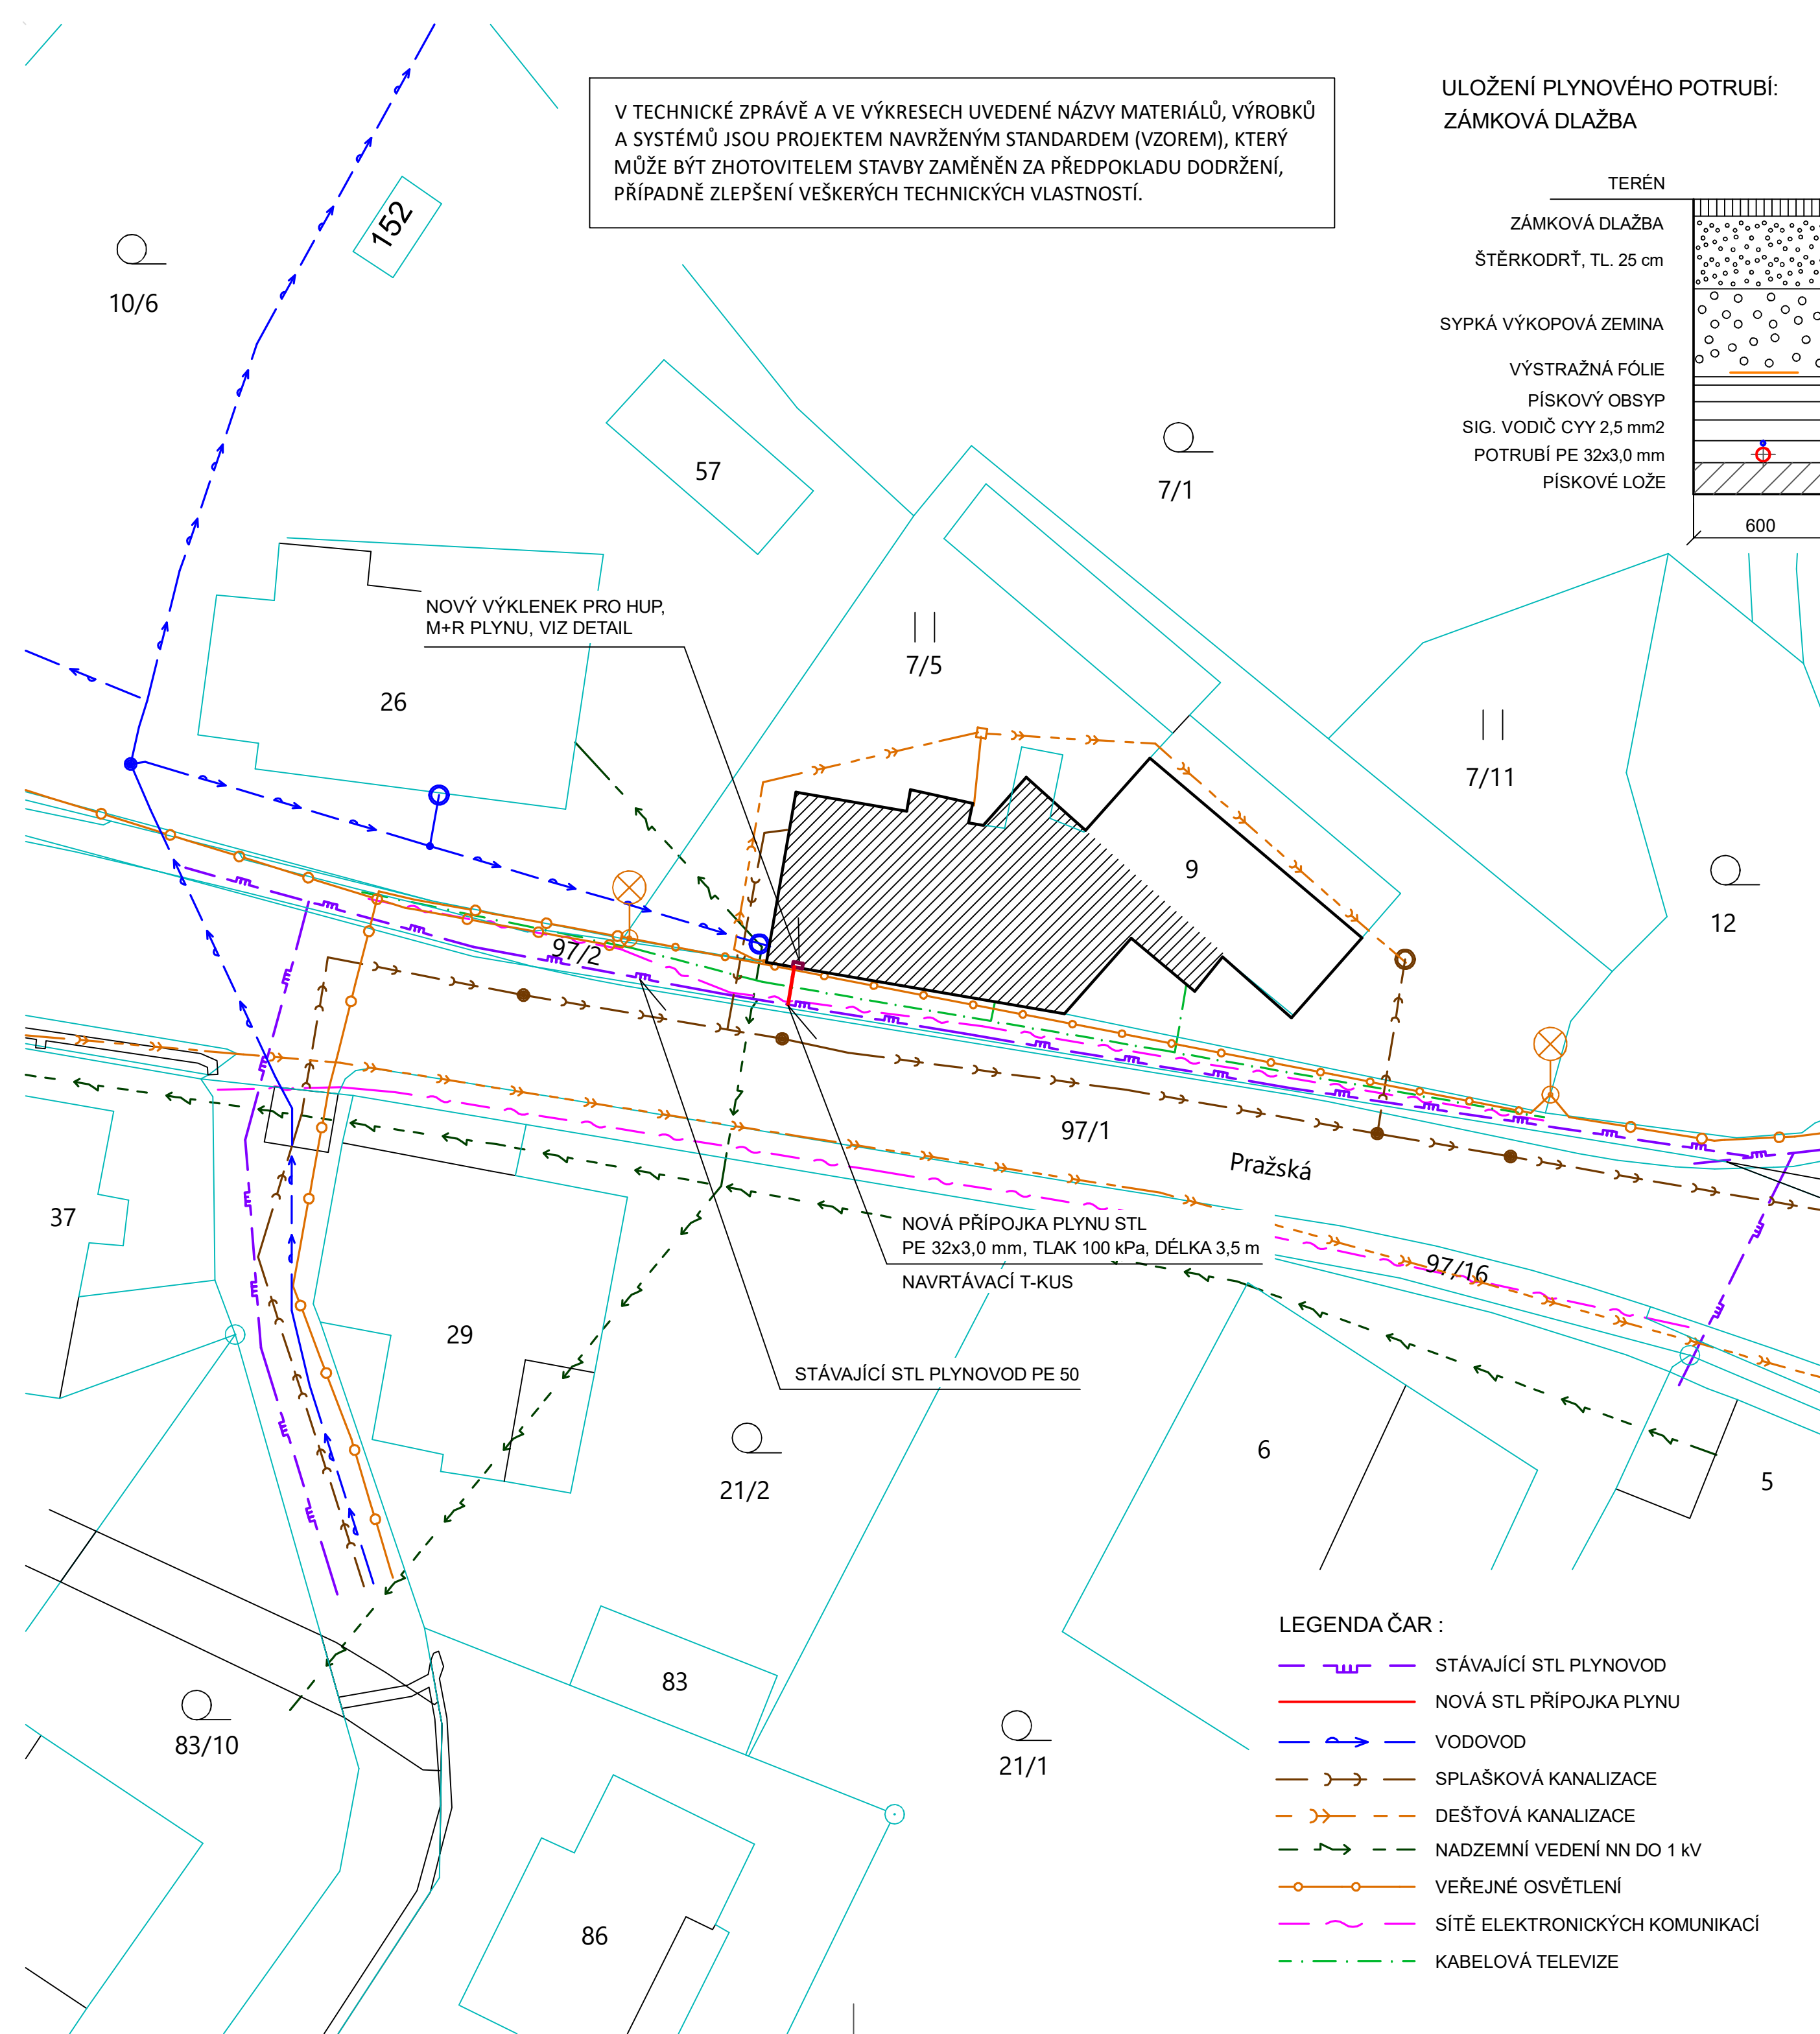 V TECHNICKÉ ZPRÁVĚ A VE VÝKRESECH UVEDENÉ NÁZVY MATERIÁLŮ, VÝROBKŮ
A SYSTÉMŮ JSOU PROJEKTEM NAVRŽENÝM STANDARDEM (VZOREM), KTERÝ
MŮŽE BÝT ZHOTOVITELEM STAVBY ZAMĚNĚN ZA PŘEDPOKLADU DODRŽENÍ,
PŘÍPADNĚ ZLEPŠENÍ VEŠKERÝCH TECHNICKÝCH VLASTNOSTÍ.
ULOŽENÍ PLYNOVÉHO POTRUBÍ:
ZÁMKOVÁ DLAŽBA
TERÉN
ZÁMKOVÁ DLAŽBA
ŠTĚRKODRŤ, TL. 25 cm
SYPKÁ VÝKOPOVÁ ZEMINA
VÝSTRAŽNÁ FÓLIE
PÍSKOVÝ OBSYP
SIG. VODIČ CYY 2,5 mm2
POTRUBÍ PE 32x3,0 mm
PÍSKOVÉ LOŽE
600
152
10/6
57
7/1
NOVÝ VÝKLENEK PRO HUP,
M+R PLYNU, VIZ DETAIL
7/5
26
7/11
9
12
97/2
97/1
Pražská
37
NOVÁ PŘÍPOJKA PLYNU STL
PE 32x3,0 mm, TLAK 100 kPa, DÉLKA 3,5 m
NAVRTÁVACÍ T-KUS
97/16
29
STÁVAJÍCÍ STL PLYNOVOD PE 50
6
5
21/2
83
83/10
21/1
86
LEGENDA ČAR :
STÁVAJÍCÍ STL PLYNOVOD
NOVÁ STL PŘÍPOJKA PLYNU
VODOVOD
SPLAŠKOVÁ KANALIZACE
DEŠŤOVÁ KANALIZACE
NADZEMNÍ VEDENÍ NN DO 1 kV
VEŘEJNÉ OSVĚTLENÍ
SÍTĚ ELEKTRONICKÝCH KOMUNIKACÍ
KABELOVÁ TELEVIZE